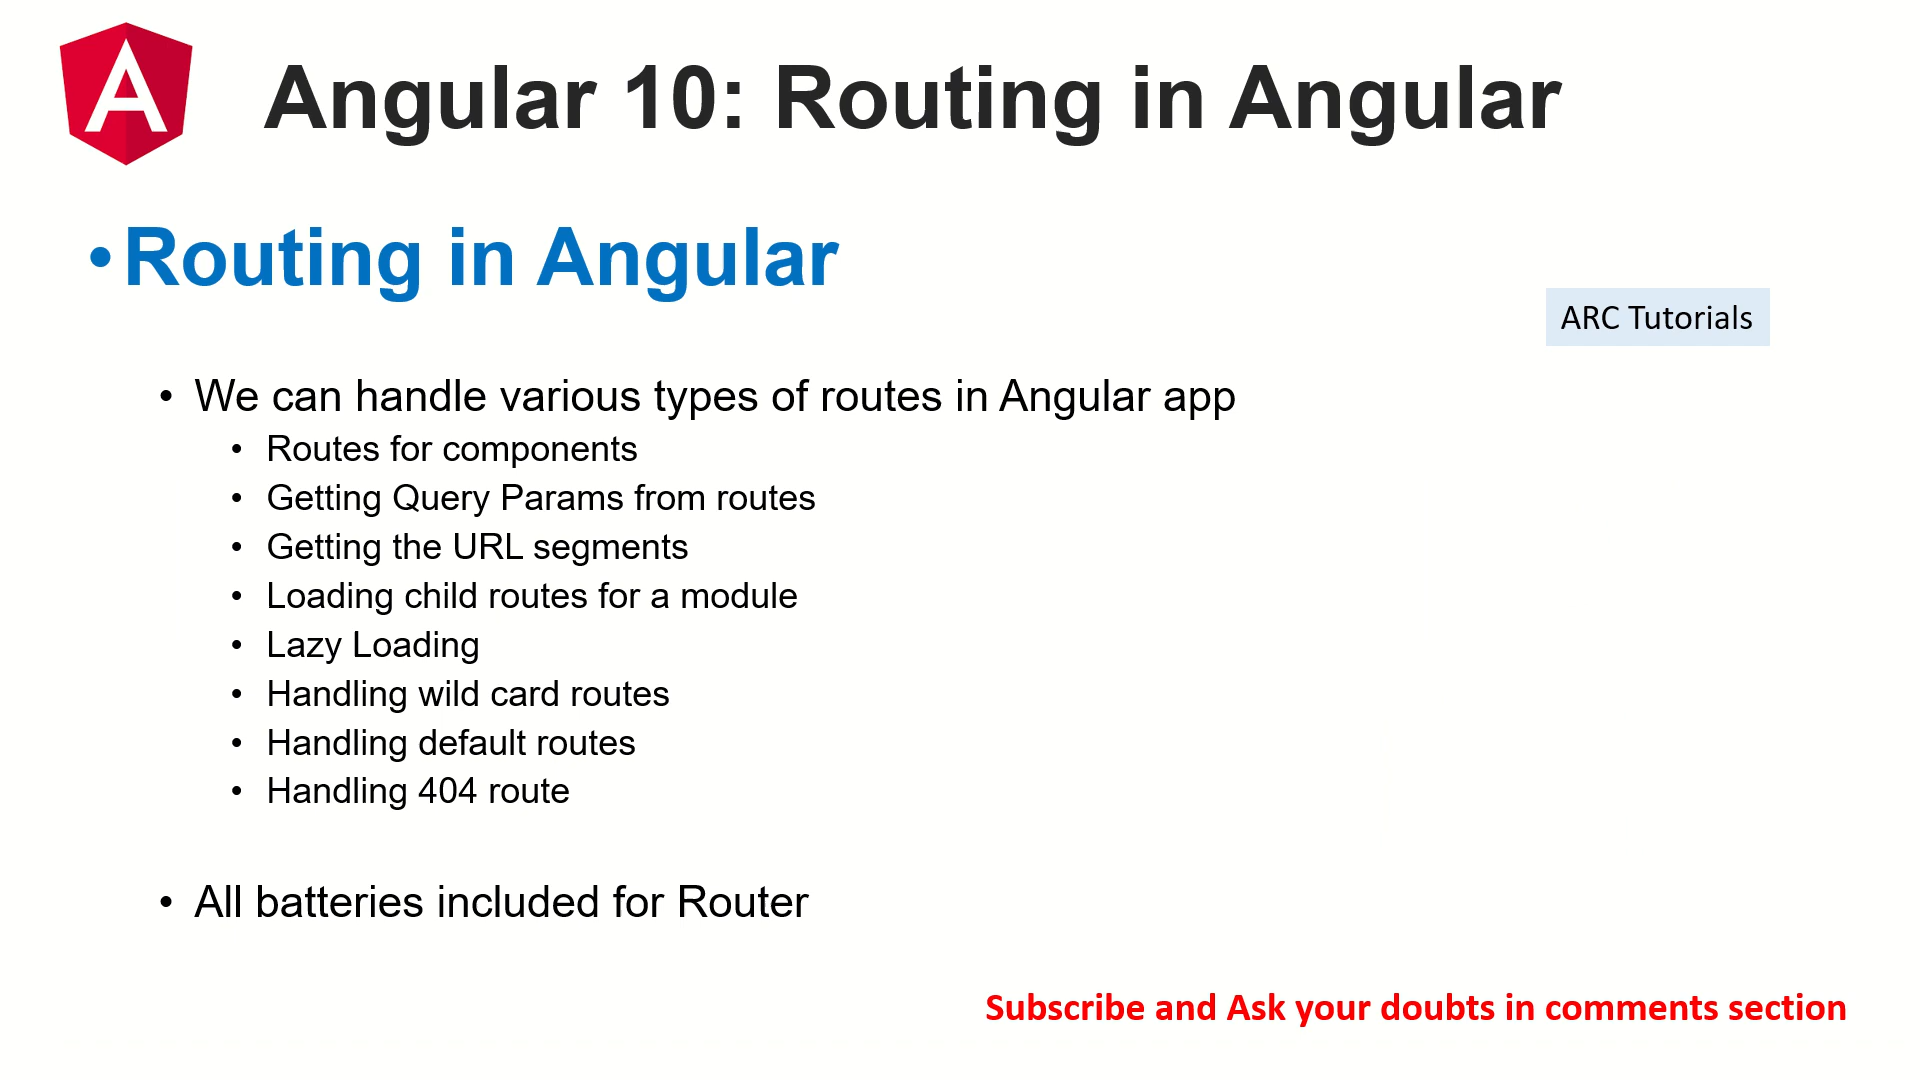 A
Angular 10: Routing in Angular
•Routing in Angular
ARC Tutorials
• We can handle various types of routes in Angular app
• Routes for components
• Getting Query Params from routes
• Getting the URL segments
• Loading child routes for a module
• Lazy Loading
• Handling wild card routes
• Handling default routes
• Handling 404 route
• All batteries included for Router
Subscribe and Ask your doubts in comments section